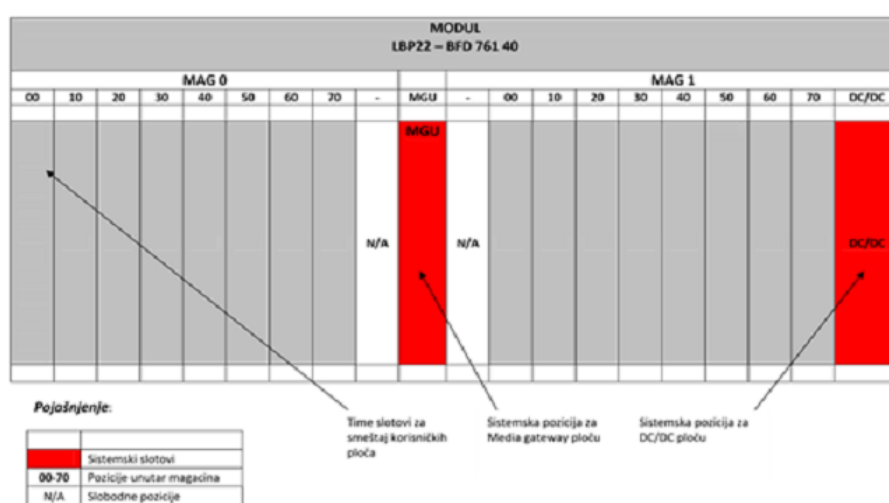 MODUL
LBP22 – BFD 761 40
MAG 0 MAG 1
00 10 20 30 40 50 60 70 - MGU - 00 10 20 30 40 50 60 70 DC/DC
MGU
N/A N/A DC/DC
Pojašnjenje:
Time slotovi za
smeštaj korisničkih
ploča
Sistemska pozicija za
Media gateway ploču
Sistemska pozicija za
DC/DC ploču
Sistemski slotovi
00-70 Pozicije unutar magacina
N/A Slobodne pozicije